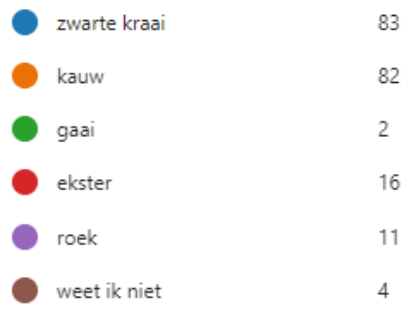 zwarte kraai 83
kauw 82
gaai 2
ekster 16
roek 11
weet ik niet 4